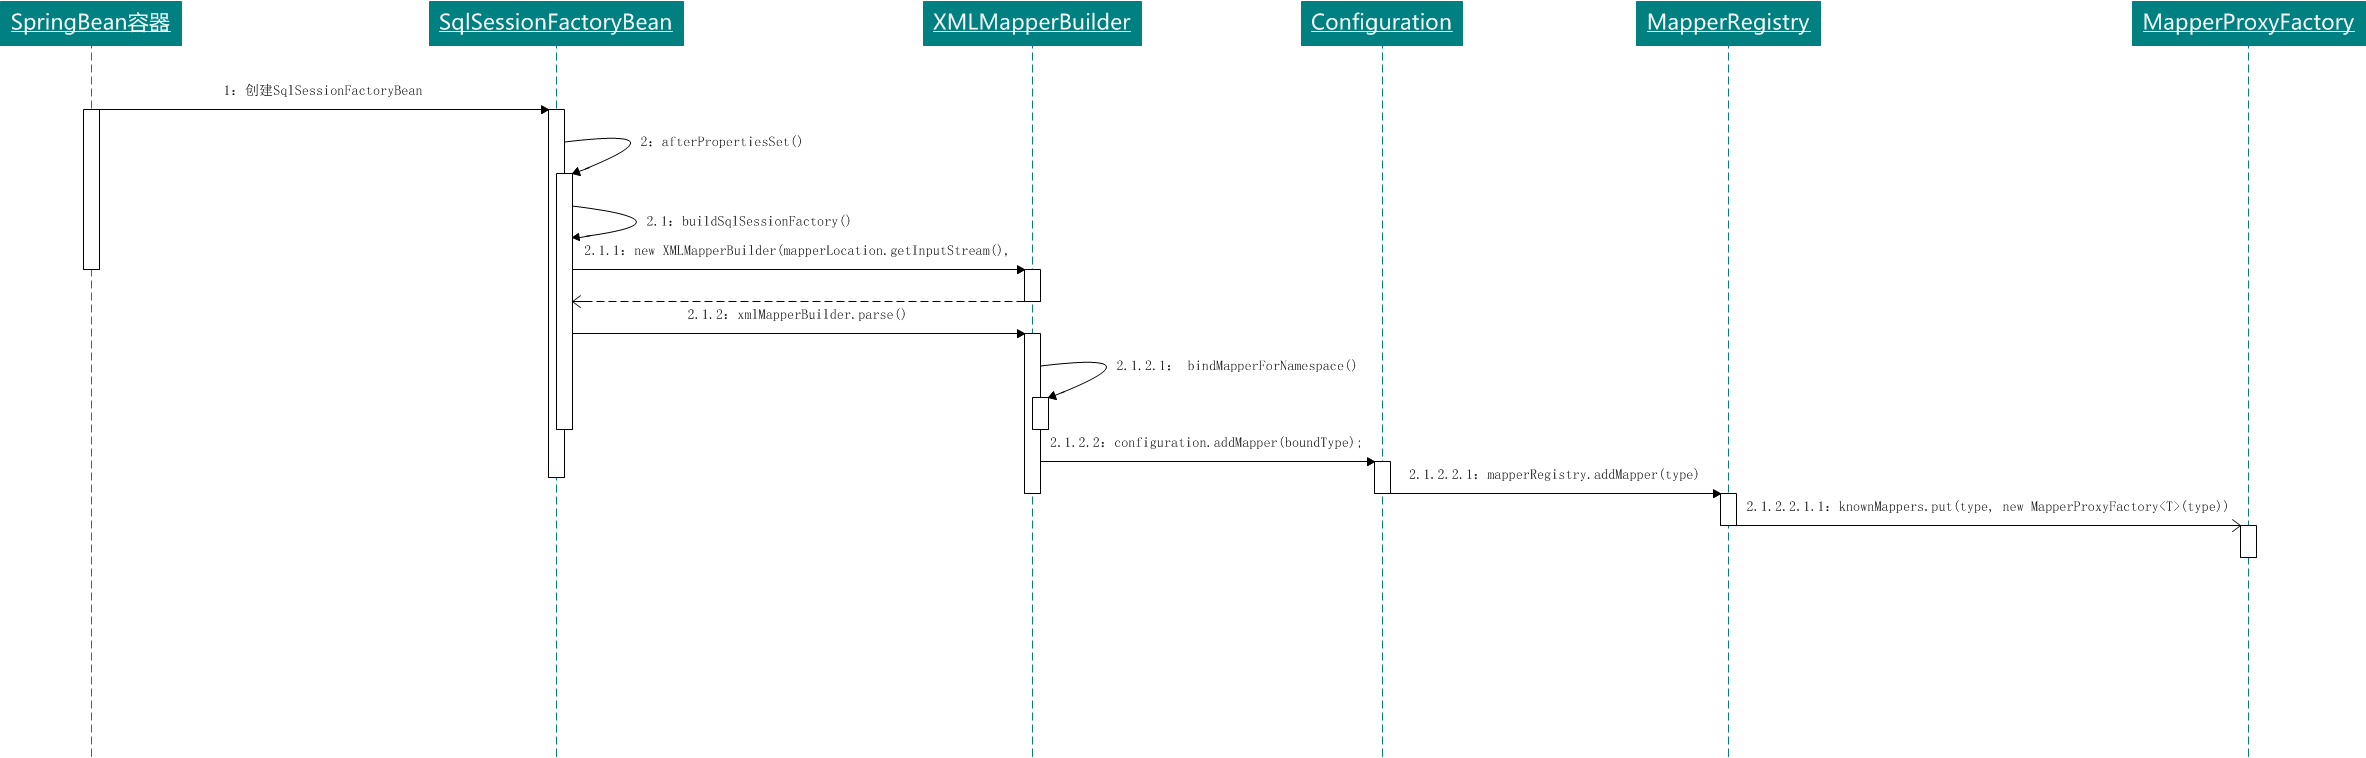 SpringBean容器
SqlSessionFactoryBean
XMLMapperBuilder
Configuration
MapperRegistry
MapperProxyFactory
1: 创建SqlSessionFactoryBean
2: afterPropertiesSet()
2.1: buildSqlSessionFactory()
2.1.1: new XMLMapperBuilder(mapperLocation.getInputStream(),
2.1.2: xmlMapperBuilder.parse()
2.1.2.1: bindMapperForNamespace()
2.1.2.2: configuration.addMapper(boundType);
2.1.2.2.1: mapperRegistry.addMapper(type)
2.1.2.2.1.1: knownMappers.put(type, new MapperProxyFactory<T>(type))